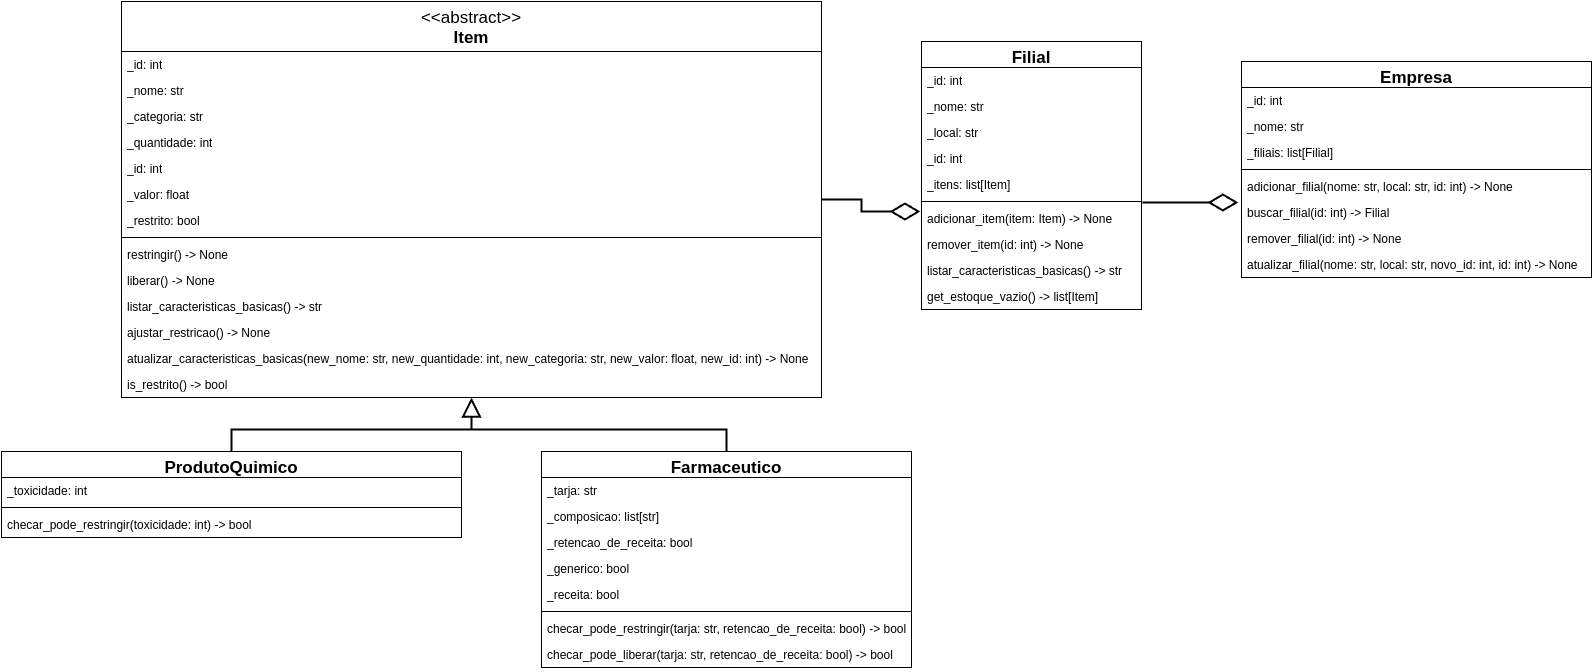 <<abstract>>
Item
_id: int
_nome: str
_categoria: str
_quantidade: int
_id: int
_valor: float
_restrito: bool
restringir() -> None
liberar() -> None
listar_caracteristicas_basicas() -> str
ajustar_restricao() -> None
atualizar_caracteristicas_basicas(new_nome: str, new_quantidade: int, new_categoria: str, new_valor: float, new_id: int) -> None
is_restrito() -> bool
Filial
_id: int
_nome: str
_local: str
_id: int
_itens: list[Item]
adicionar_item(item: Item) -> None
remover_item(id: int) -> None
listar_caracteristicas_basicas() -> str
get_estoque_vazio() -> list[Item]
Empresa
_id: int
_nome: str
_filiais: list[Filial]
adicionar_filial(nome: str, local: str, id: int) -> None
buscar_filial(id: int) -> Filial
remover_filial(id: int) -> None
atualizar_filial(nome: str, local: str, novo_id: int, id: int) -> None
ProdutoQuimico
_toxicidade: int
checar_pode_restringir(toxicidade: int) -> bool
Farmaceutico
_tarja: str
_composicao: list[str]
_retencao_de_receita: bool
_generico: bool
_receita: bool
checar_pode_restringir(tarja: str, retencao_de_receita: bool) -> bool
checar_pode_liberar(tarja: str, retencao_de_receita: bool) -> bool